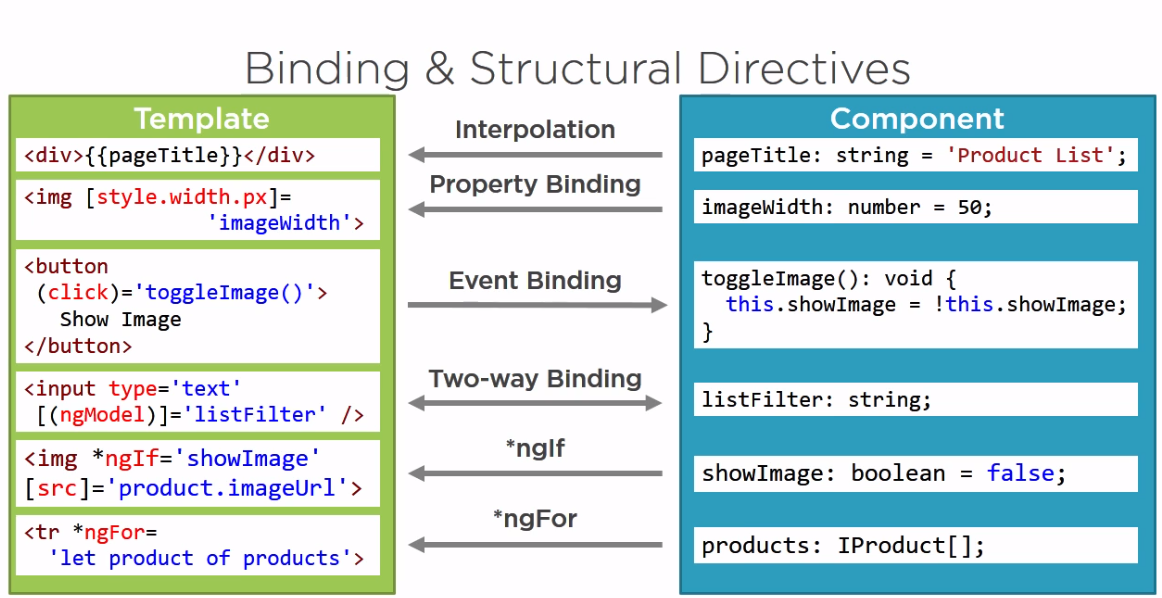 Binding & Structural Directives
Template
Component
<div>{{pageTitle}}</div>
Interpolation
pageTitle: string = 'Product List';
<img [style.width.px]=
'imageWidth'>
Property Binding
imageWidth: number = 50;
<button
(click)='toggleImage()'>
Show Image
</button>
Event Binding
toggleImage(): void {
this.showImage = !this.showImage;
}
<input type='text'
[(ngModel)]='listFilter' />
Two-way Binding
listFilter: string;
<img *ngIf='showImage'
[src]='product.imageUrl'>
*ngIf
showImage: boolean = false;
<tr *ngFor=
'let product of products'>
*ngFor
products: IProduct[];